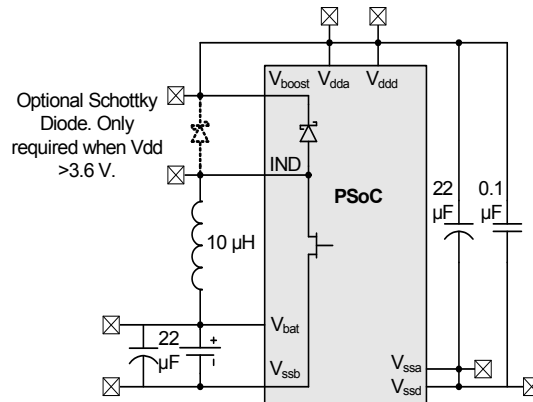 Vboost
Vdda
Vddd
Optional Schottky
Diode. Only
required when Vdd
>3.6 V.
IND
PSoC
22
µF
0.1
µF
10 µH
Vbat
22
µF
+
Vssb
Vssa
Vssd